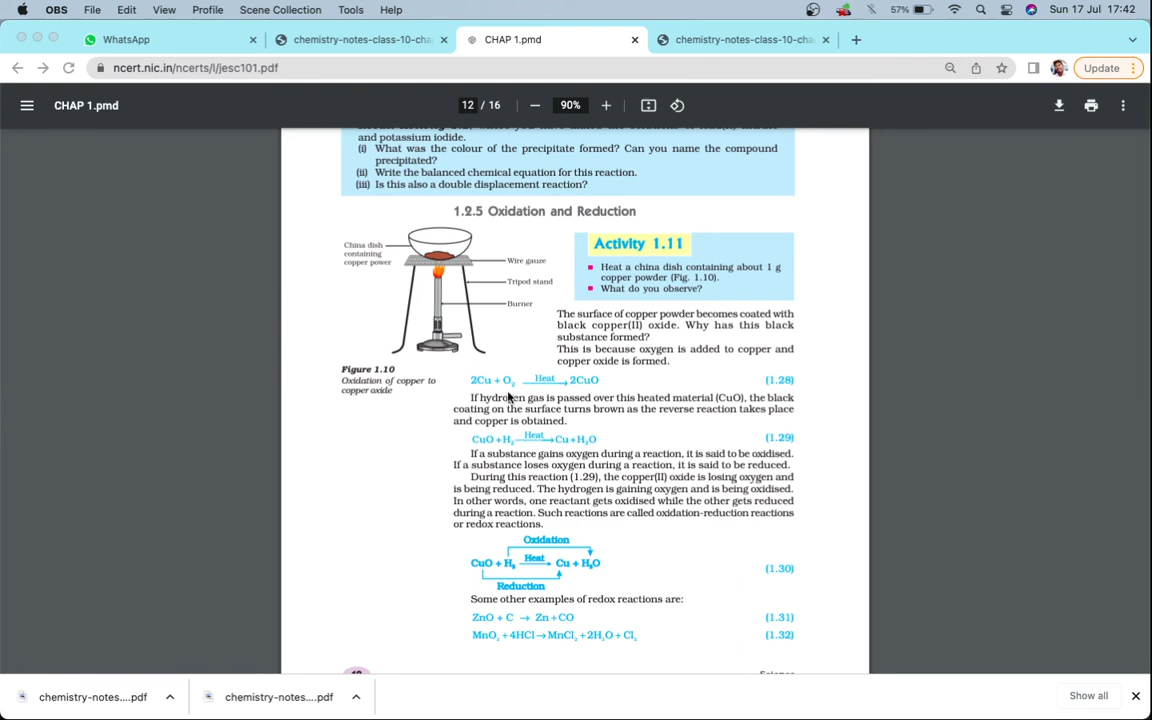 OBS File Edit View Profile Scene Collection Tools Help 57% Sun 17 Jul 17:42
WhatsApp chemistry-notes-class-10-cha CHAP 1.pmd chemistry-notes-class-10-cha
ncert.nic.in/ncerts/l/jesc101.pdf Update
CHAP 1.pmd 12 / 16 90%
and potassium iodide.
(i) What was the colour of the precipitate formed? Can you name the compound
precipitated?
(ii) Write the balanced chemical equation for this reaction.
(iii) Is this also a double displacement reaction?
1.2.5 Oxidation and Reduction
China dish
containing
copper power
Wire gauze
Tripod stand
Burner
Figure 1.10
Oxidation of copper to
copper oxide
Activity 1.11
Heat a china dish containing about 1 g
copper powder (Fig. 1.10).
What do you observe?
The surface of copper powder becomes coated with
black copper(II) oxide. Why has this black
substance formed?
This is because oxygen is added to copper and
copper oxide is formed.
2Cu + O₂ Heat→ 2CuO (1.28)
If hydrogen gas is passed over this heated material (CuO), the black
coating on the surface turns brown as the reverse reaction takes place
and copper is obtained.
CuO + H₂ Heat→ Cu + H₂O (1.29)
If a substance gains oxygen during a reaction, it is said to be oxidised.
If a substance loses oxygen during a reaction, it is said to be reduced.
During this reaction (1.29), the copper(II) oxide is losing oxygen and
is being reduced. The hydrogen is gaining oxygen and is being oxidised.
In other words, one reactant gets oxidised while the other gets reduced
during a reaction. Such reactions are called oxidation-reduction reactions
or redox reactions.
Oxidation
CuO + H₂ Heat→ Cu + H₂O (1.30)
Reduction
Some other examples of redox reactions are:
ZnO + C → Zn + CO (1.31)
MnO₂ + 4HCl → MnCl₂ + 2H₂O + Cl₂ (1.32)
chemistry-notes....pdf chemistry-notes....pdf Show all